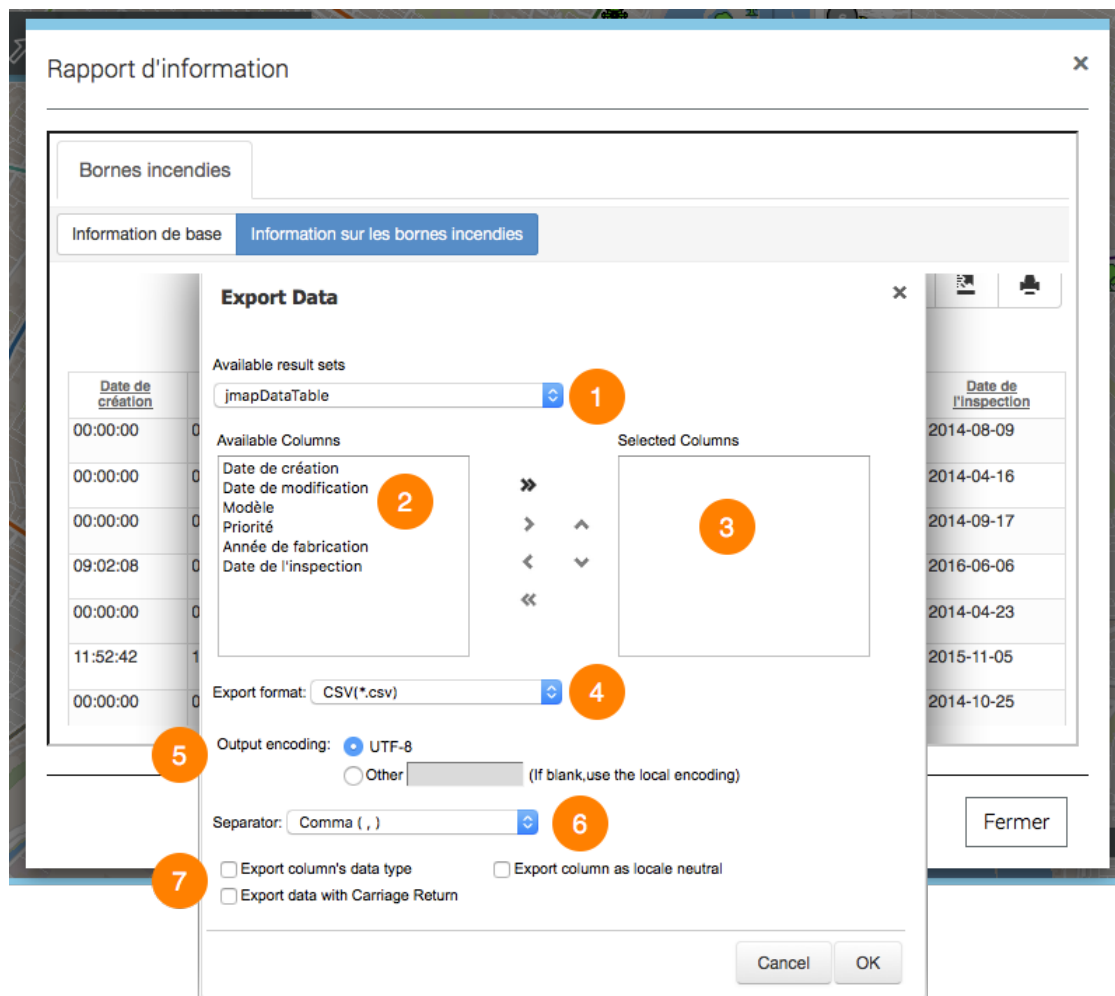 Rapport d'information
×
Bornes incendies
Information de base
Information sur les bornes incendies
Export Data
×
Available result sets
jmapDataTable
1
Available Columns
Selected Columns
Date de création
Date de modification
Modèle
Priorité
Année de fabrication
Date de l'inspection
2
3
Date de
création
00:00:00
00:00:00
00:00:00
09:02:08
00:00:00
11:52:42
00:00:00
Date de
l'Inspection
2014-08-09
2014-04-16
2014-09-17
2016-06-06
2014-04-23
2015-11-05
2014-10-25
Export format: CSV(*.csv)
4
5
Output encoding: UTF-8
Other (If blank,use the local encoding)
Separator: Comma ( , )
6
7
Export column's data type
Export column as locale neutral
Export data with Carriage Return
Cancel
OK
Fermer